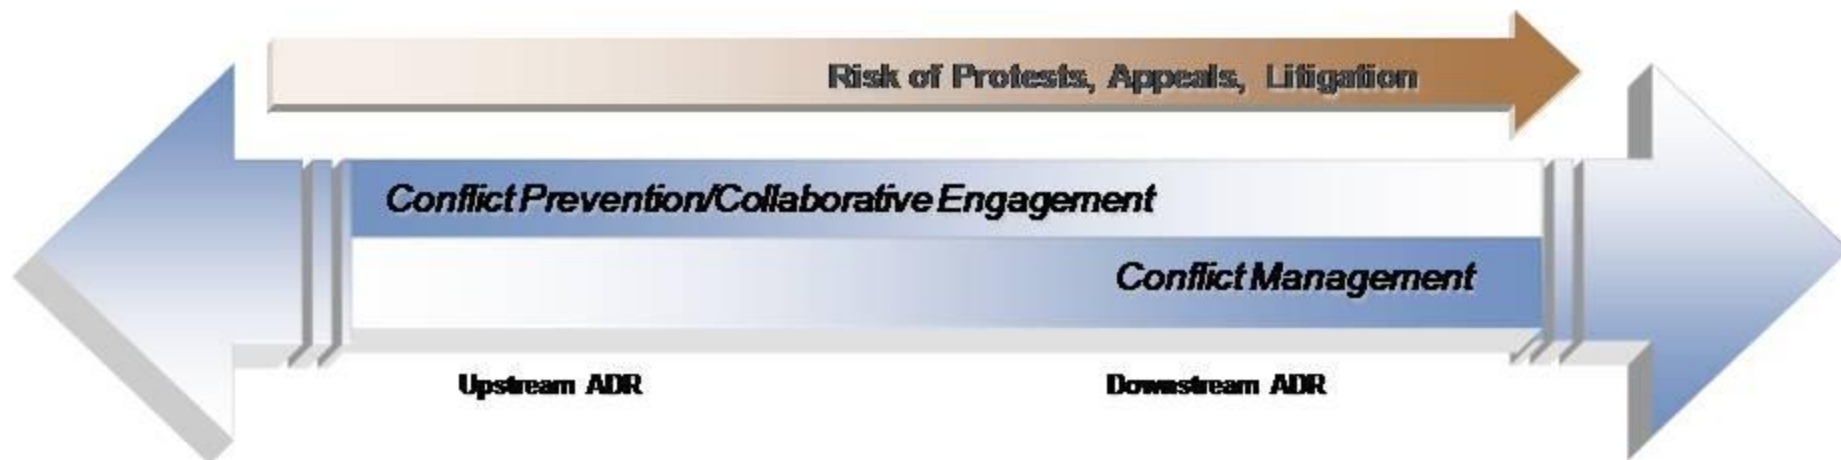 Risk of Protests, Appeals, Litigation
Conflict Prevention/Collaborative Engagement
Conflict Management
Upstream ADR
Downstream ADR